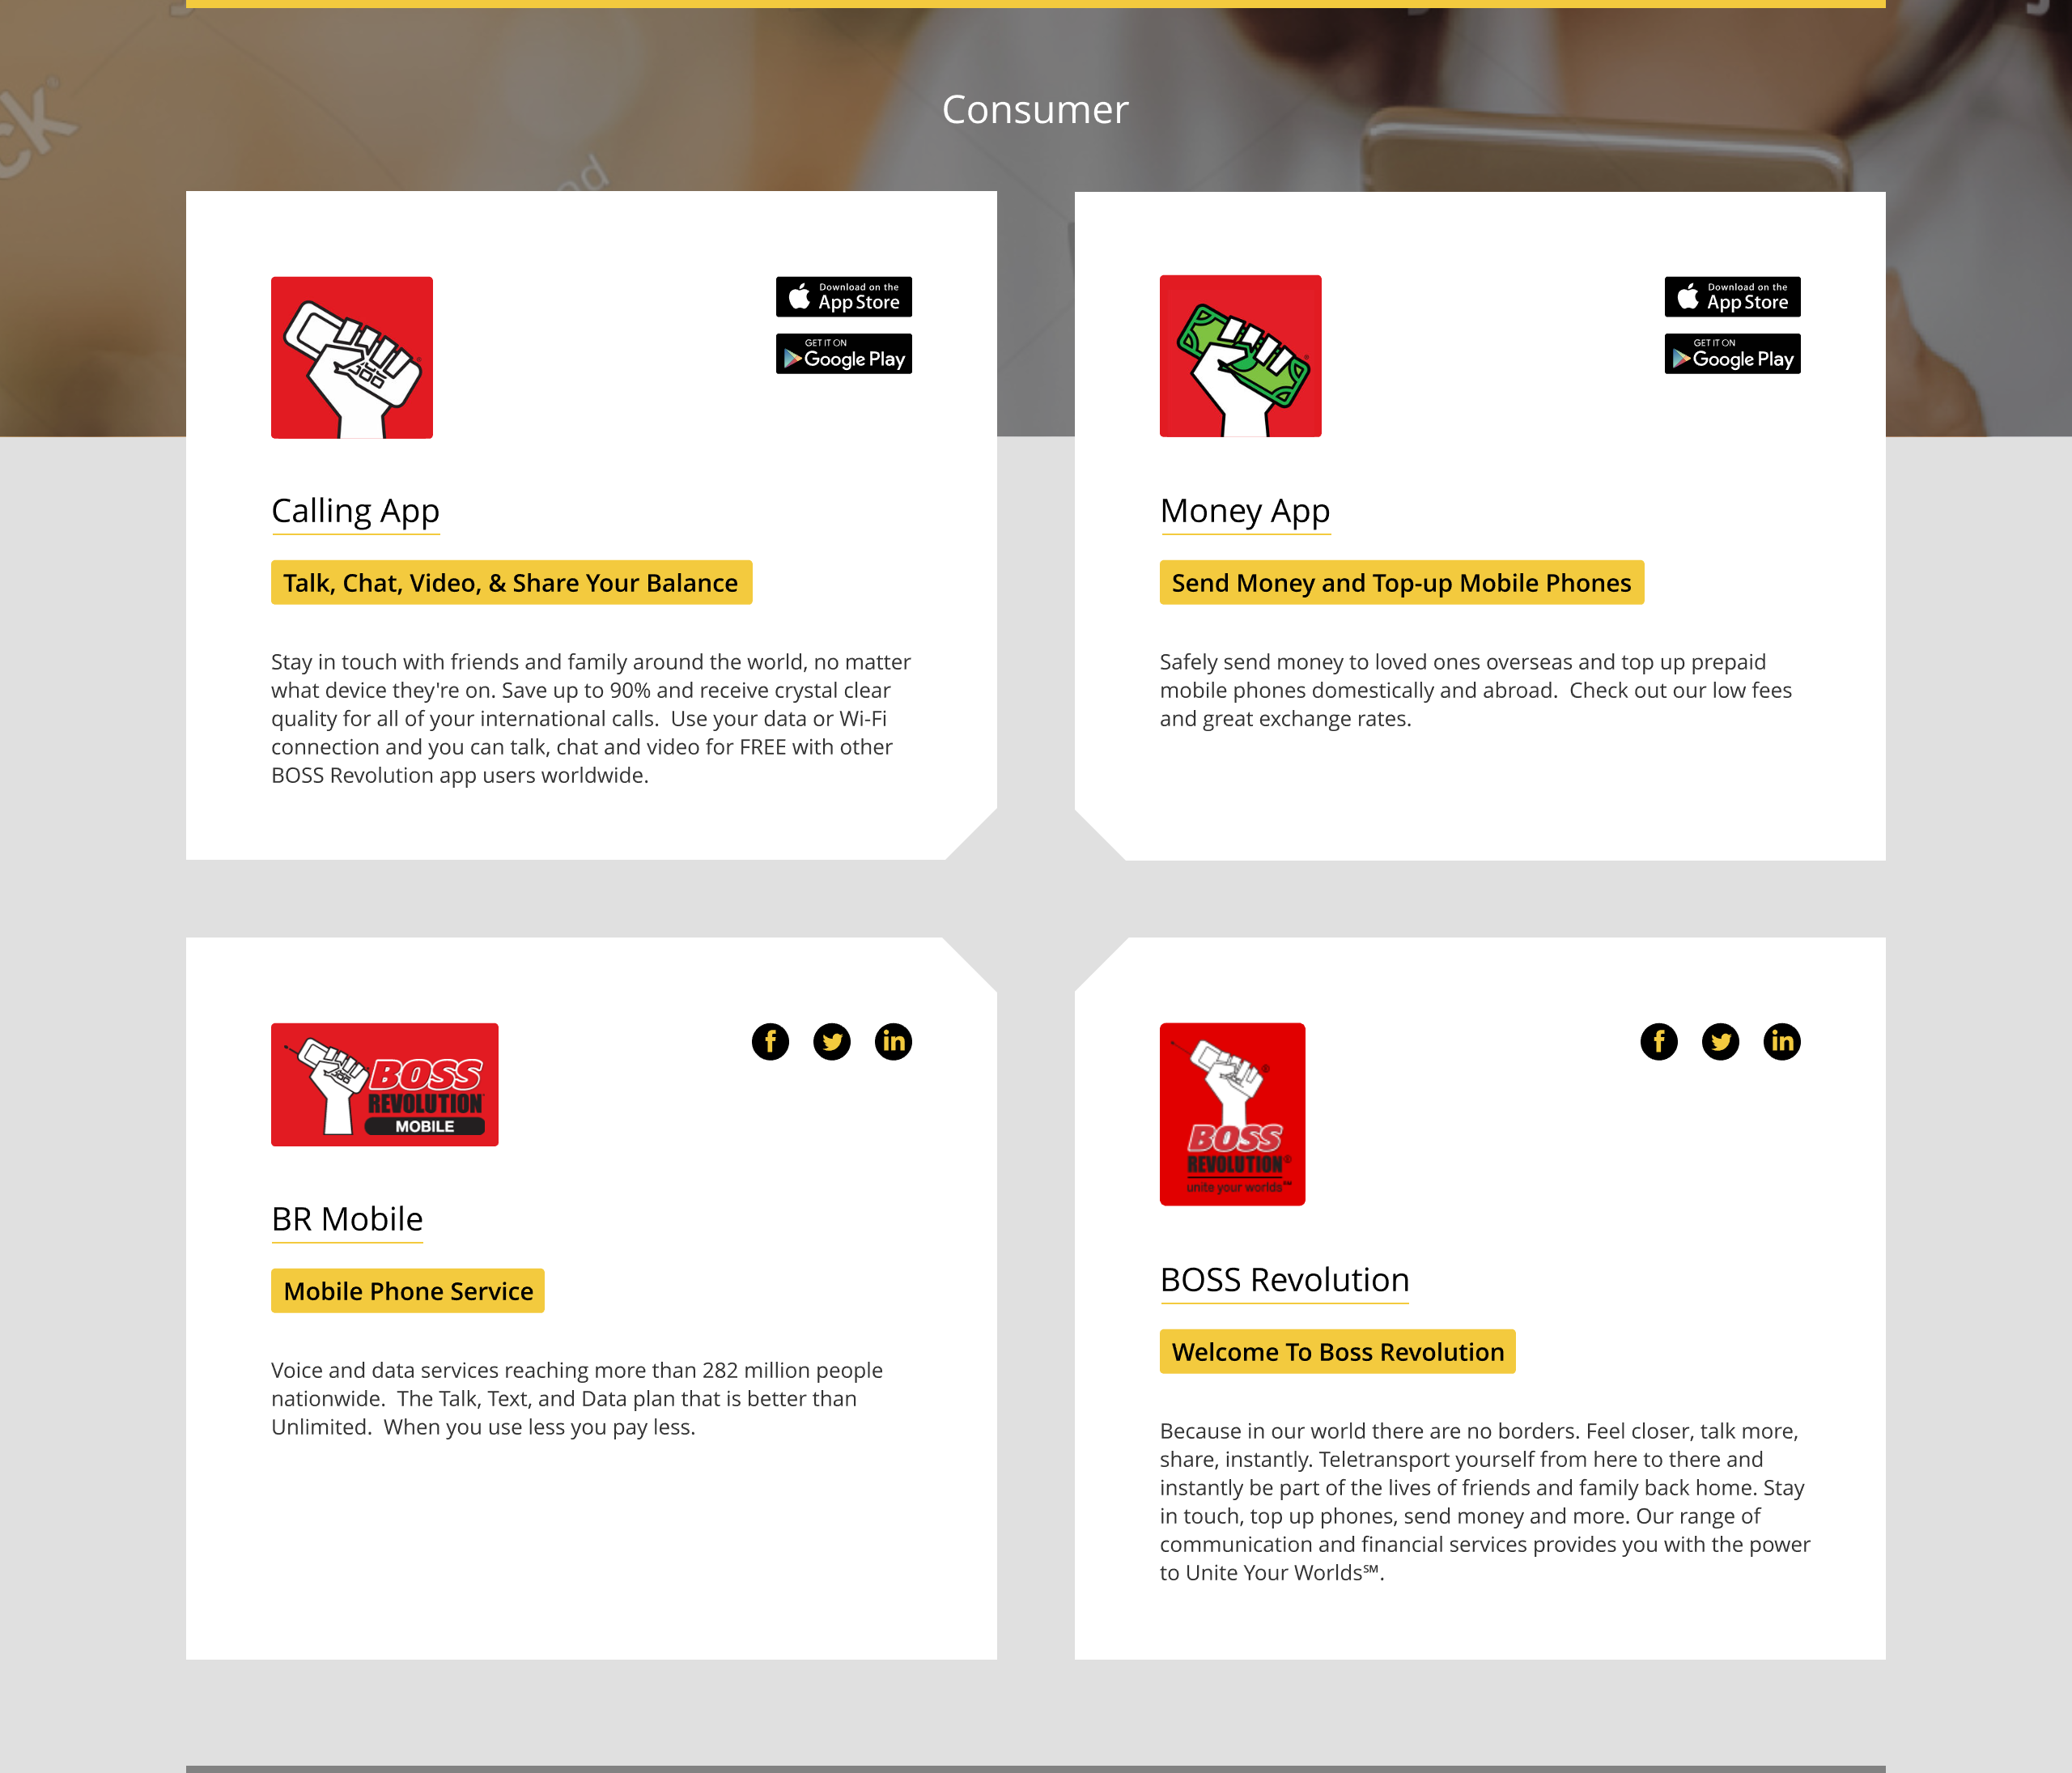 Consumer
Download on the
App Store
GET IT ON
Google Play
Calling App
Talk, Chat, Video, & Share Your Balance
Stay in touch with friends and family around the world, no matter
what device they're on. Save up to 90% and receive crystal clear
quality for all of your international calls.  Use your data or Wi-Fi
connection and you can talk, chat and video for FREE with other
BOSS Revolution app users worldwide.
Download on the
App Store
GET IT ON
Google Play
Money App
Send Money and Top-up Mobile Phones
Safely send money to loved ones overseas and top up prepaid
mobile phones domestically and abroad.  Check out our low fees
and great exchange rates.
BOSS
REVOLUTION
MOBILE
f
in
BR Mobile
Mobile Phone Service
Voice and data services reaching more than 282 million people
nationwide.  The Talk, Text, and Data plan that is better than
Unlimited.  When you use less you pay less.
BOSS
REVOLUTION®
unite your worlds℠
f
in
BOSS Revolution
Welcome To Boss Revolution
Because in our world there are no borders. Feel closer, talk more,
share, instantly. Teletransport yourself from here to there and
instantly be part of the lives of friends and family back home. Stay
in touch, top up phones, send money and more. Our range of
communication and financial services provides you with the power
to Unite Your Worlds℠.